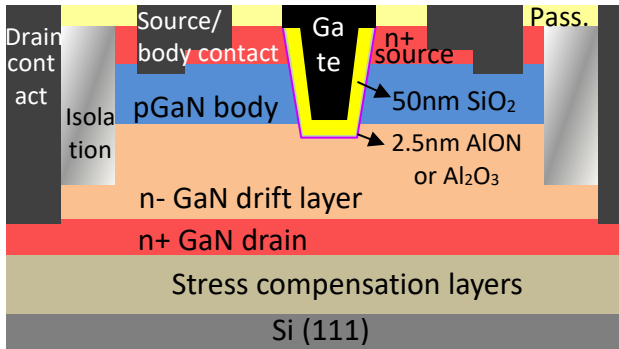 Drain
cont
act
Source/
body contact
Ga
te
n+
source
Pass.
Isola
tion
pGaN body
50nm SiO₂
2.5nm AlON
or Al₂O₃
n- GaN drift layer
n+ GaN drain
Stress compensation layers
Si (111)